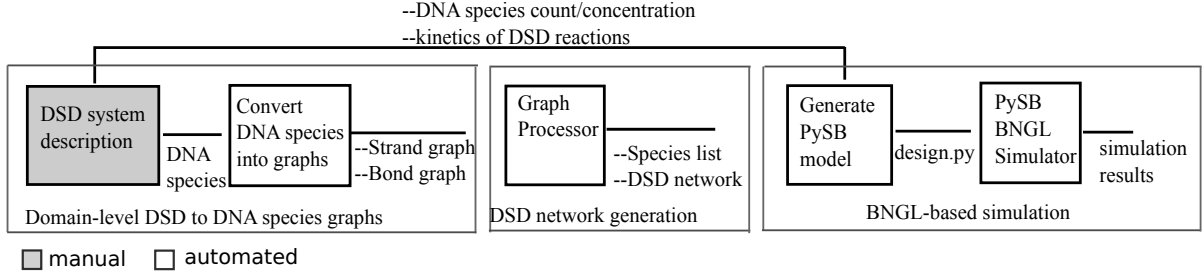 --DNA species count/concentration
--kinetics of DSD reactions
DSD system
description
DNA
species
Convert
DNA species
into graphs
--Strand graph
--Bond graph
Domain-level DSD to DNA species graphs
Graph
Processor
--Species list
--DSD network
DSD network generation
Generate
PySB
model
design.py
PySB
BNGL
Simulator
simulation
results
BNGL-based simulation
manual
automated